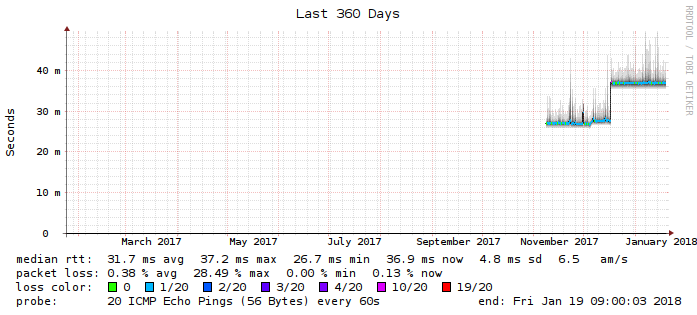 Last 360 Days
RRDTOOL / TOBI OETIKER
Seconds
40 m
30 m
20 m
10 m
0
March 2017 May 2017 July 2017 September 2017 November 2017 January 2018
median rtt: 31.7 ms avg 37.2 ms max 26.7 ms min 36.9 ms now 4.8 ms sd 6.5 am/s
packet loss: 0.38 % avg 28.49 % max 0.00 % min 0.13 % now
loss color: 0 1/20 2/20 3/20 4/20 10/20 19/20
probe: 20 ICMP Echo Pings (56 Bytes) every 60s end: Fri Jan 19 09:00:03 2018